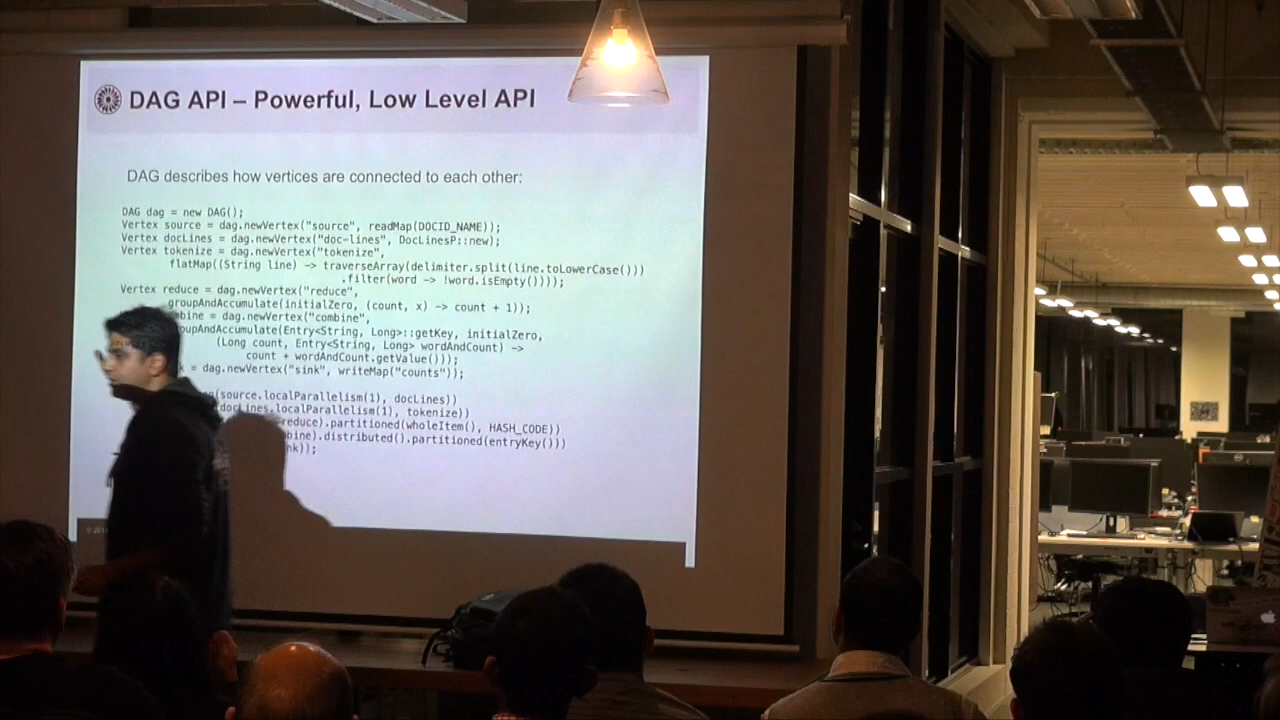 DAG API – Powerful, Low Level API
DAG describes how vertices are connected to each other:
DAG dag = new DAG();
Vertex source = dag.newVertex("source", readMap(DOCID_NAME));
Vertex docLines = dag.newVertex("doc-lines", DocLinesP::new);
Vertex tokenize = dag.newVertex("tokenize",
flatMap((String line) -> traverseArray(delimiter.split(line.toLowerCase()))
.filter(word -> !word.isEmpty())));
Vertex reduce = dag.newVertex("reduce",
groupAndAccumulate(initialZero, (count, x) -> count + 1));
= dag.newVertex("combine",
(Entry<String, Long>::getKey, initialZero,
(Long count, Entry<String, Long> wordAndCount) ->
count + wordAndCount.getValue()));
= dag.newVertex("sink", writeMap("counts"));
(source.localParallelism(1), docLines))
(docLines.localParallelism(1), tokenize))
reduce).partitioned(wholeItem(), HASH_CODE))
.distributed().partitioned(entryKey()))